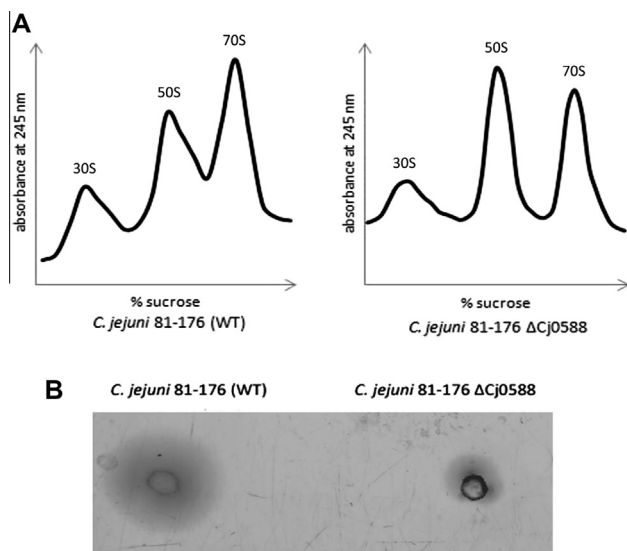 A
absorbance at 245 nm
30S
50S
70S
% sucrose
C. jejuni 81-176 (WT)
absorbance at 245 nm
30S
50S
70S
% sucrose
C. jejuni 81-176 ΔCj0588
B
C. jejuni 81-176 (WT)
C. jejuni 81-176 ΔCj0588